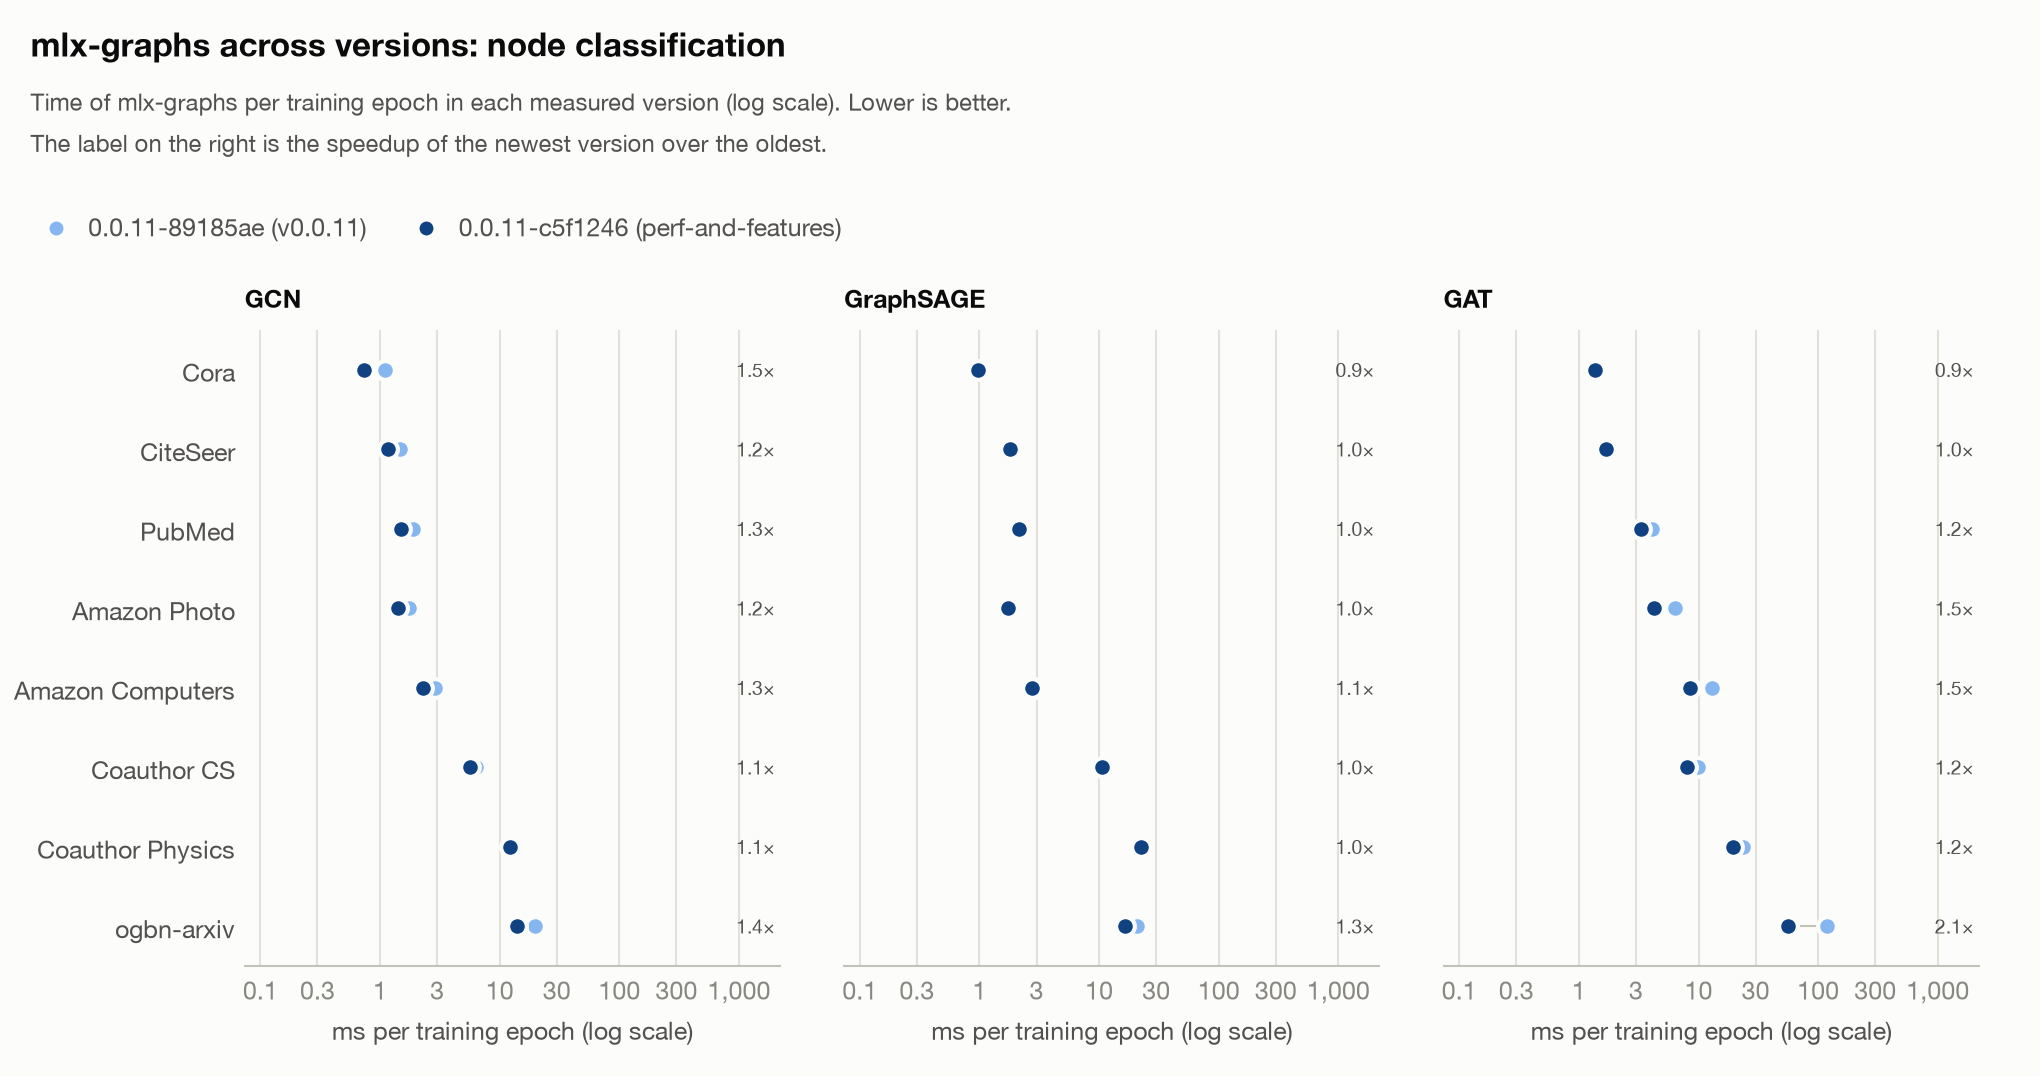 mlx-graphs across versions: node classification
Time of mlx-graphs per training epoch in each measured version (log scale). Lower is better.
The label on the right is the speedup of the newest version over the oldest.
0.0.11-89185ae (v0.0.11) 0.0.11-c5f1246 (perf-and-features)
GCN GraphSAGE GAT
Cora 1.5× 0.9× 0.9×
CiteSeer 1.2× 1.0× 1.0×
PubMed 1.3× 1.0× 1.2×
Amazon Photo 1.2× 1.0× 1.5×
Amazon Computers 1.3× 1.1× 1.5×
Coauthor CS 1.1× 1.0× 1.2×
Coauthor Physics 1.1× 1.0× 1.2×
ogbn-arxiv 1.4× 1.3× 2.1×
0.1 0.3 1 3 10 30 100 300 1,000 0.1 0.3 1 3 10 30 100 300 1,000 0.1 0.3 1 3 10 30 100 300 1,000
ms per training epoch (log scale) ms per training epoch (log scale) ms per training epoch (log scale)